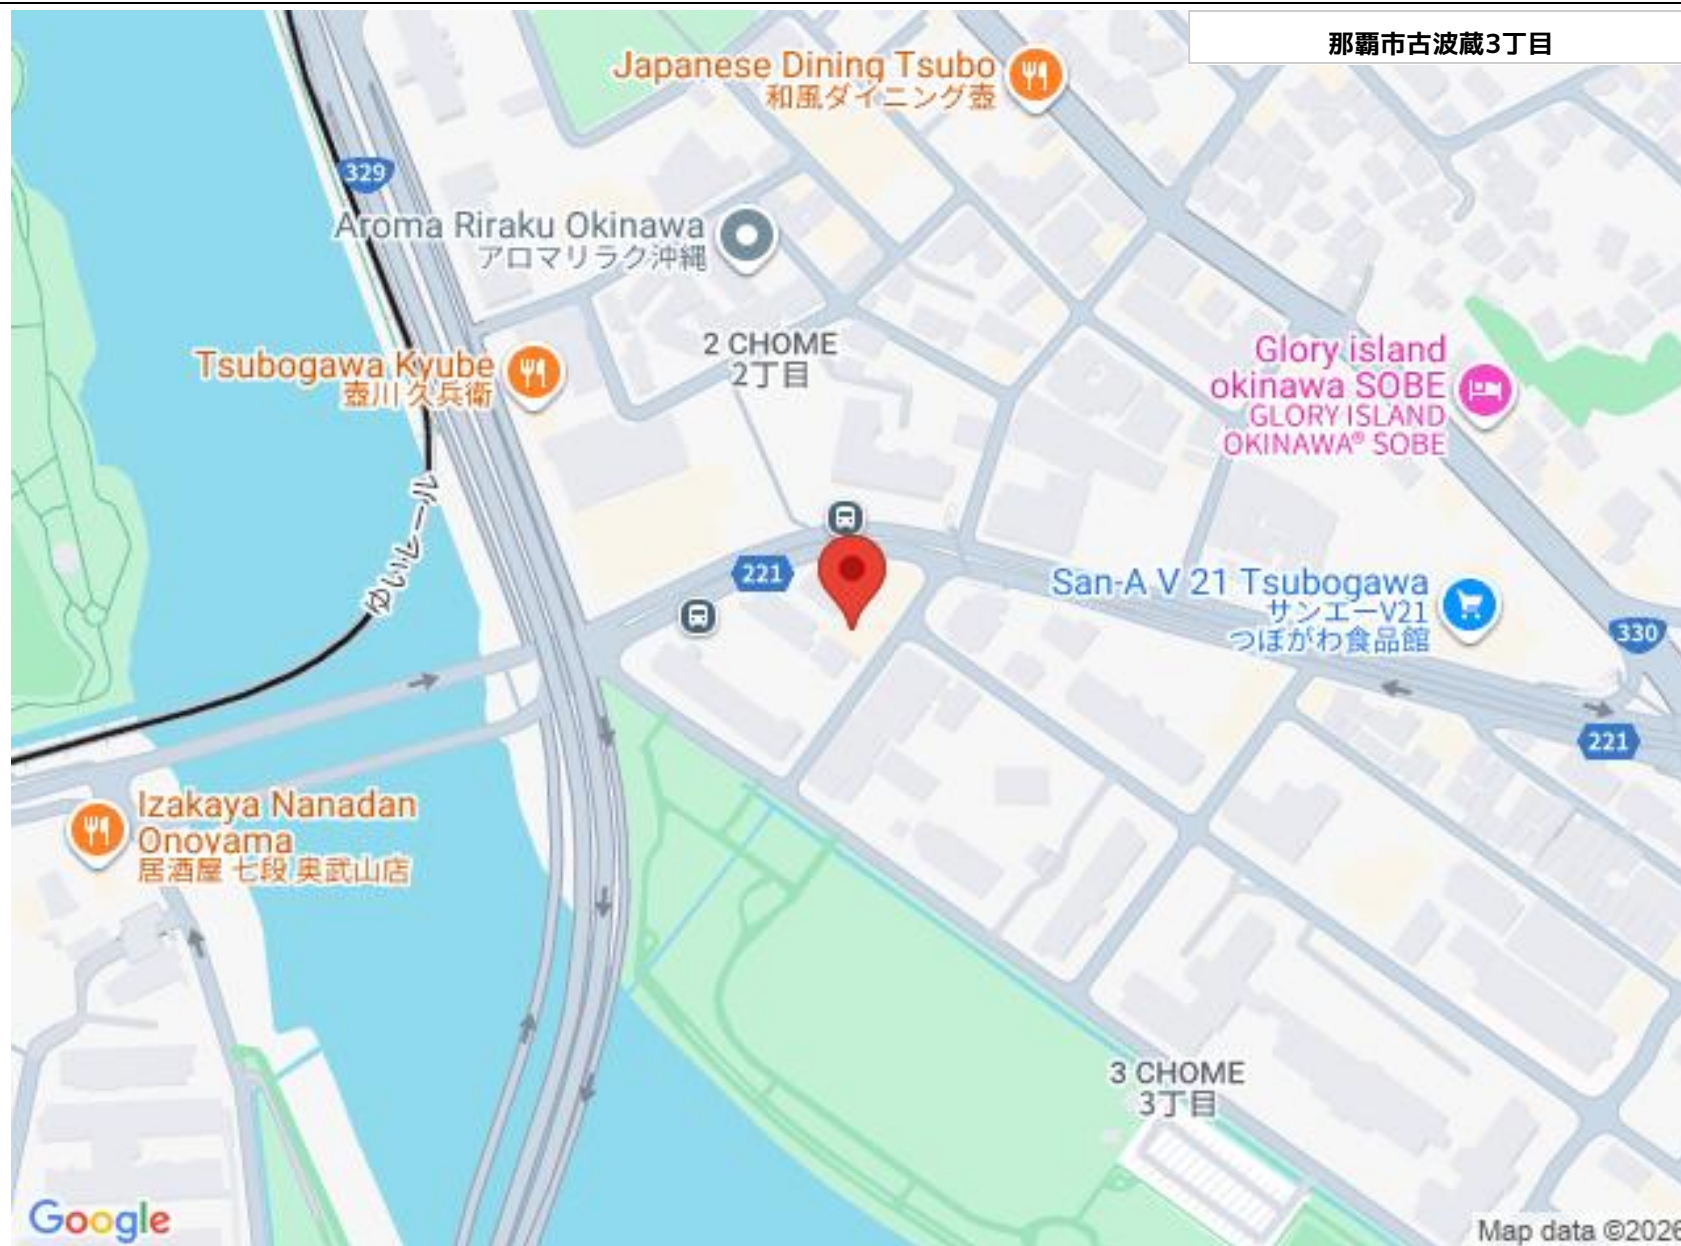 那覇市古波蔵3丁目
Japanese Dining Tsubo
和風ダイニング壺
329
Aroma Riraku Okinawa
アロマリラク沖縄
2 CHOME
2丁目
Tsubogawa Kyube
壺川 久兵衛
Glory island
okinawa SOBE
GLORY ISLAND
OKINAWA® SOBE
ゆいレール
221
San-A V 21 Tsubogawa
サンエーV21
つぼがわ食品館
330
221
Izakaya Nanadan
Onoyama
居酒屋 七段 奥武山店
3 CHOME
3丁目
Google
Map data ©2026